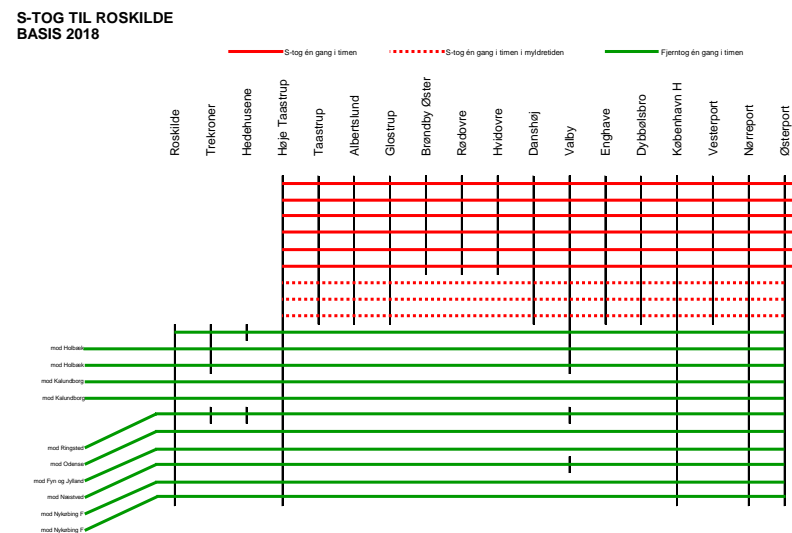 S-TOG TIL ROSKILDE
BASIS 2018
S-tog én gang i timen
S-tog én gang i timen i myldretiden
Fjerntog én gang i timen
Roskilde
Trekroner
Hedehusene
Høje Taastrup
Taastrup
Albertslund
Glostrup
Brøndby Øster
Rødovre
Hvidovre
Danshøj
Valby
Enghave
Dybbølsbro
København H
Vesterport
Nørreport
Østerport
mod Holbæk
mod Holbæk
mod Kalundborg
mod Kalundborg
mod Ringsted
mod Odense
mod Fyn og Jylland
mod Næstved
mod Nykøbing F
mod Nykøbing F